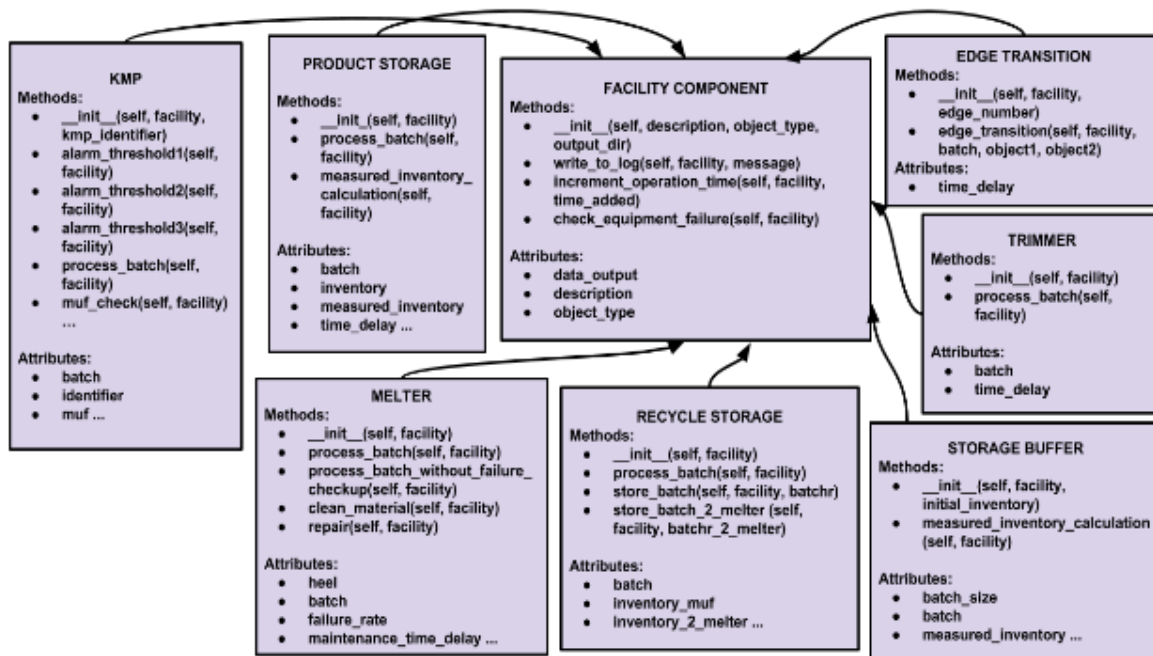 KMP
Methods:
● __init__(self, facility,
kmp_identifier)
● alarm_threshold1(self,
facility)
● alarm_threshold2(self,
facility)
● alarm_threshold3(self,
facility)
● process_batch(self,
facility)
● muf_check(self, facility)
...
Attributes:
● batch
● identifier
● muf ...
PRODUCT STORAGE
Methods:
● __init_(self, facility)
● process_batch(self,
facility)
● measured_inventory_
calculation(self,
facility)
Attributes:
● batch
● inventory
● measured_inventory
● time_delay ...
FACILITY COMPONENT
Methods:
● __init__(self, description, object_type,
output_dir)
● write_to_log(self, facility, message)
● increment_operation_time(self, facility,
time_added)
● check_equipment_failure(self, facility)
Attributes:
● data_output
● description
● object_type
EDGE TRANSITION
Methods:
● __init__(self, facility,
edge_number)
● edge_transition(self, facility,
batch, object1, object2)
Attributes:
● time_delay
TRIMMER
Methods:
● __init__(self, facility)
● process_batch(self,
facility)
Attributes:
● batch
● time_delay
MELTER
Methods:
● __init__(self, facility)
● process_batch(self, facility)
● process_batch_without_failure_
checkup(self, facility)
● clean_material(self, facility)
● repair(self, facility)
Attributes:
● heel
● batch
● failure_rate
● maintenance_time_delay ...
RECYCLE STORAGE
Methods:
● __init__(self, facility)
● process_batch(self, facility)
● store_batch(self, facility, batchr)
● store_batch_2_melter (self,
facility, batchr_2_melter)
Attributes:
● batch
● inventory_muf
● inventory_2_melter ...
STORAGE BUFFER
Methods:
● __init__(self, facility,
initial_inventory)
● measured_inventory_calculation
(self, facility)
Attributes:
● batch_size
● batch
● measured_inventory ...